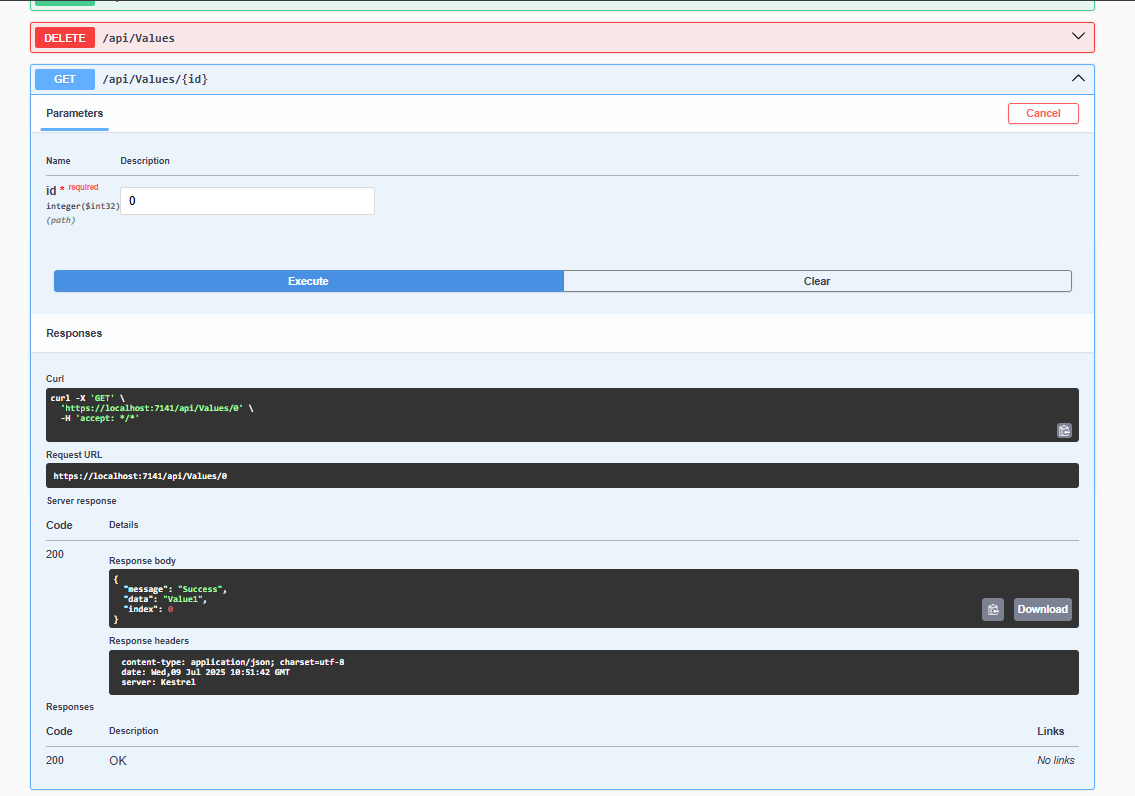 DELETE /api/Values
GET /api/Values/{id}
Parameters Cancel
Name Description
id * required
integer($int32)
(path)
0
Execute Clear
Responses
Curl
curl -X 'GET' \
'https://localhost:7141/api/Values/0' \
-H 'accept: */*'
Request URL
https://localhost:7141/api/Values/0
Server response
Code Details
200
Response body
{
"message": "Success",
"data": "Value1",
"index": 0
}
Download
Response headers
content-type: application/json; charset=utf-8
date: Wed,09 Jul 2025 10:51:42 GMT
server: Kestrel
Responses
Code Description Links
200 OK No links